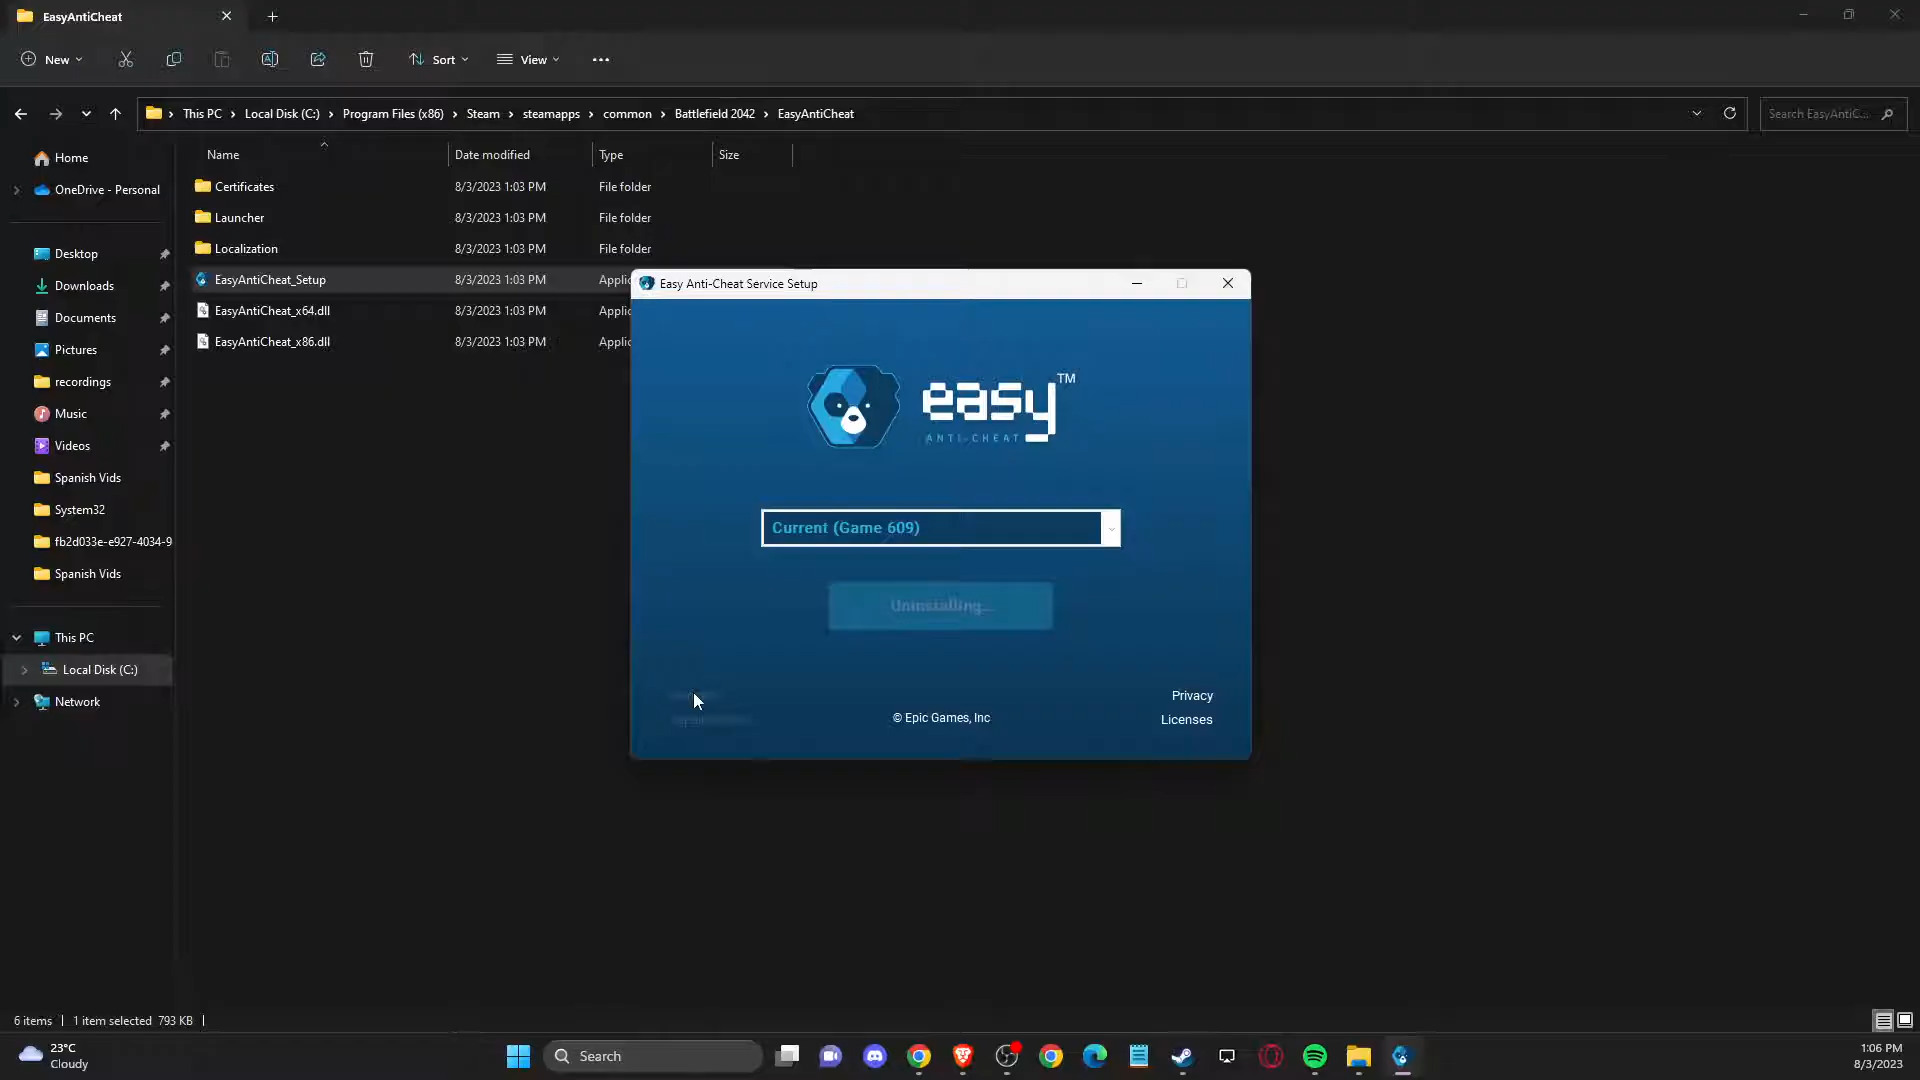 EasyAntiCheat
New
Sort
View
This PC
Local Disk (C:)
Program Files (x86)
Steam
steamapps
common
Battlefield 2042
EasyAntiCheat
Search EasyAntiC...
Name
Date modified
Type
Size
Home
OneDrive - Personal
Desktop
Downloads
Documents
Pictures
recordings
Music
Videos
Spanish Vids
System32
fb2d033e-e927-4034-9
Spanish Vids
This PC
Local Disk (C:)
Network
Certificates 8/3/2023 1:03 PM File folder
Launcher 8/3/2023 1:03 PM File folder
Localization 8/3/2023 1:03 PM File folder
EasyAntiCheat_Setup 8/3/2023 1:03 PM Applic
EasyAntiCheat_x64.dll 8/3/2023 1:03 PM Applic
EasyAntiCheat_x86.dll 8/3/2023 1:03 PM Applic
Easy Anti-Cheat Service Setup
easy TM
ANTI-CHEAT
Current (Game 609)
Uninstalling...
Privacy
© Epic Games, Inc
Licenses
6 items
1 item selected 793 KB
23°C
Cloudy
Search
1:06 PM
8/3/2023